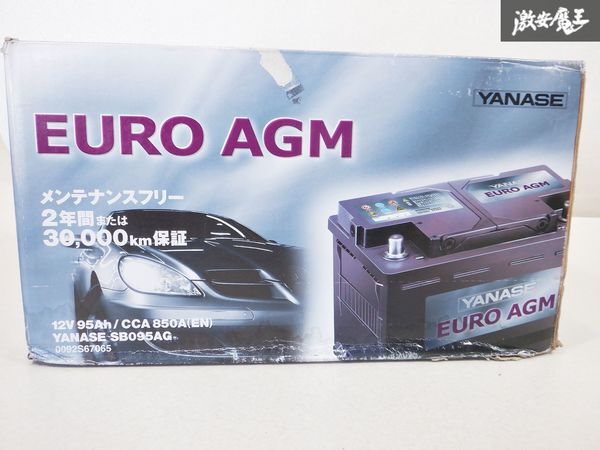 激安魔王
YANASE
EURO AGM
メンテナンスフリー
2年間または
30,000km保証
12V 95Ah/CCA 850A(EN)
YANASE SB095AG
0092S67065
YANA
EURO AGM
YANASE
EURO AGM